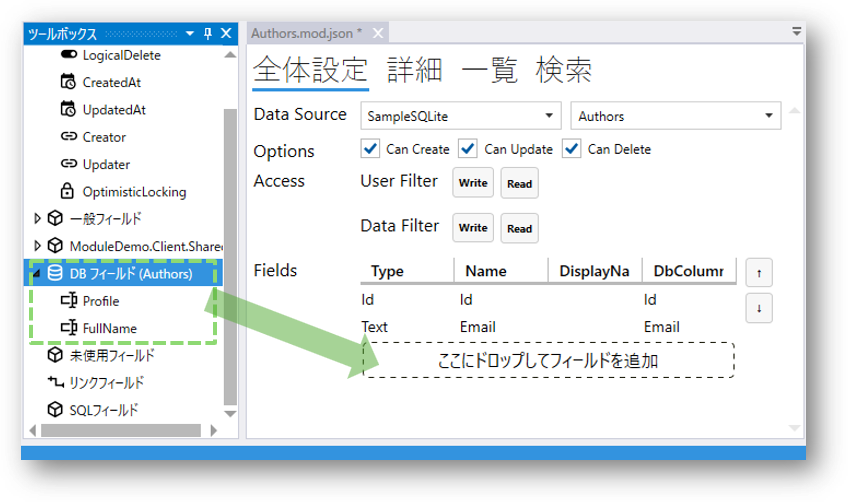 ツールボックス
LogicalDelete
CreatedAt
UpdatedAt
Creator
Updater
OptimisticLocking
一般フィールド
ModuleDemo.Client.Share
DB フィールド (Authors)
Profile
FullName
未使用フィールド
リンクフィールド
SQLフィールド
Authors.mod.json *
全体設定 詳細 一覧 検索
Data Source SampleSQLite Authors
Options Can Create Can Update Can Delete
Access User Filter Write Read
Data Filter Write Read
Fields Type Name DisplayNa DbColumn ↑
Id Id Id
Text Email Email ↓
ここにドロップしてフィールドを追加